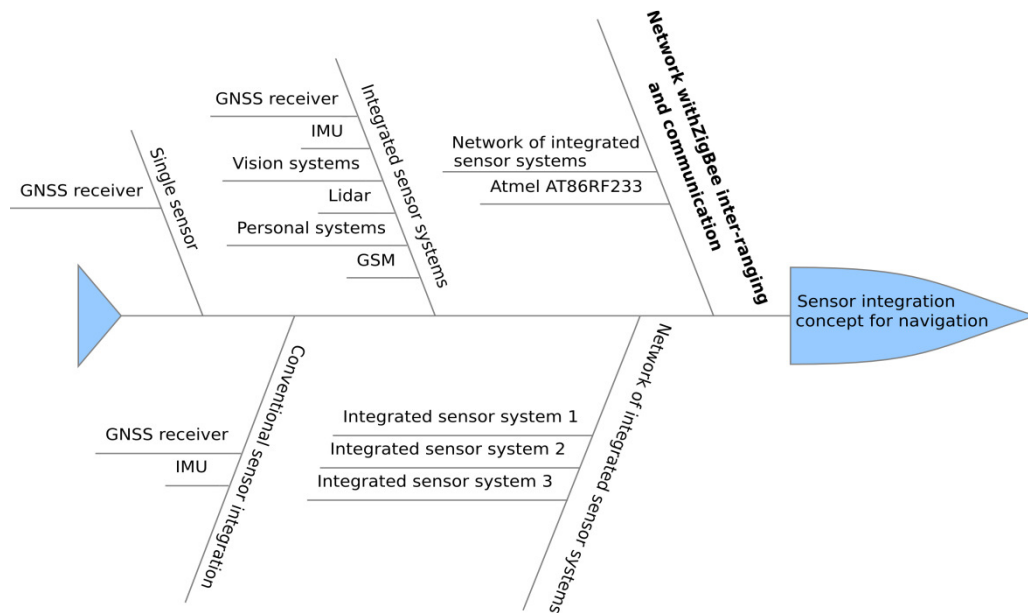 GNSS receiver
Single sensor
GNSS receiver
IMU
Vision systems
Lidar
Personal systems
GSM
Integrated sensor systems
Network of integrated
sensor systems
Atmel AT86RF233
Network withZigBee inter-ranging
and communication
Sensor integration
concept for navigation
GNSS receiver
IMU
Conventional sensor integration
Integrated sensor system 1
Integrated sensor system 2
Integrated sensor system 3
Network of integrated sensor systems